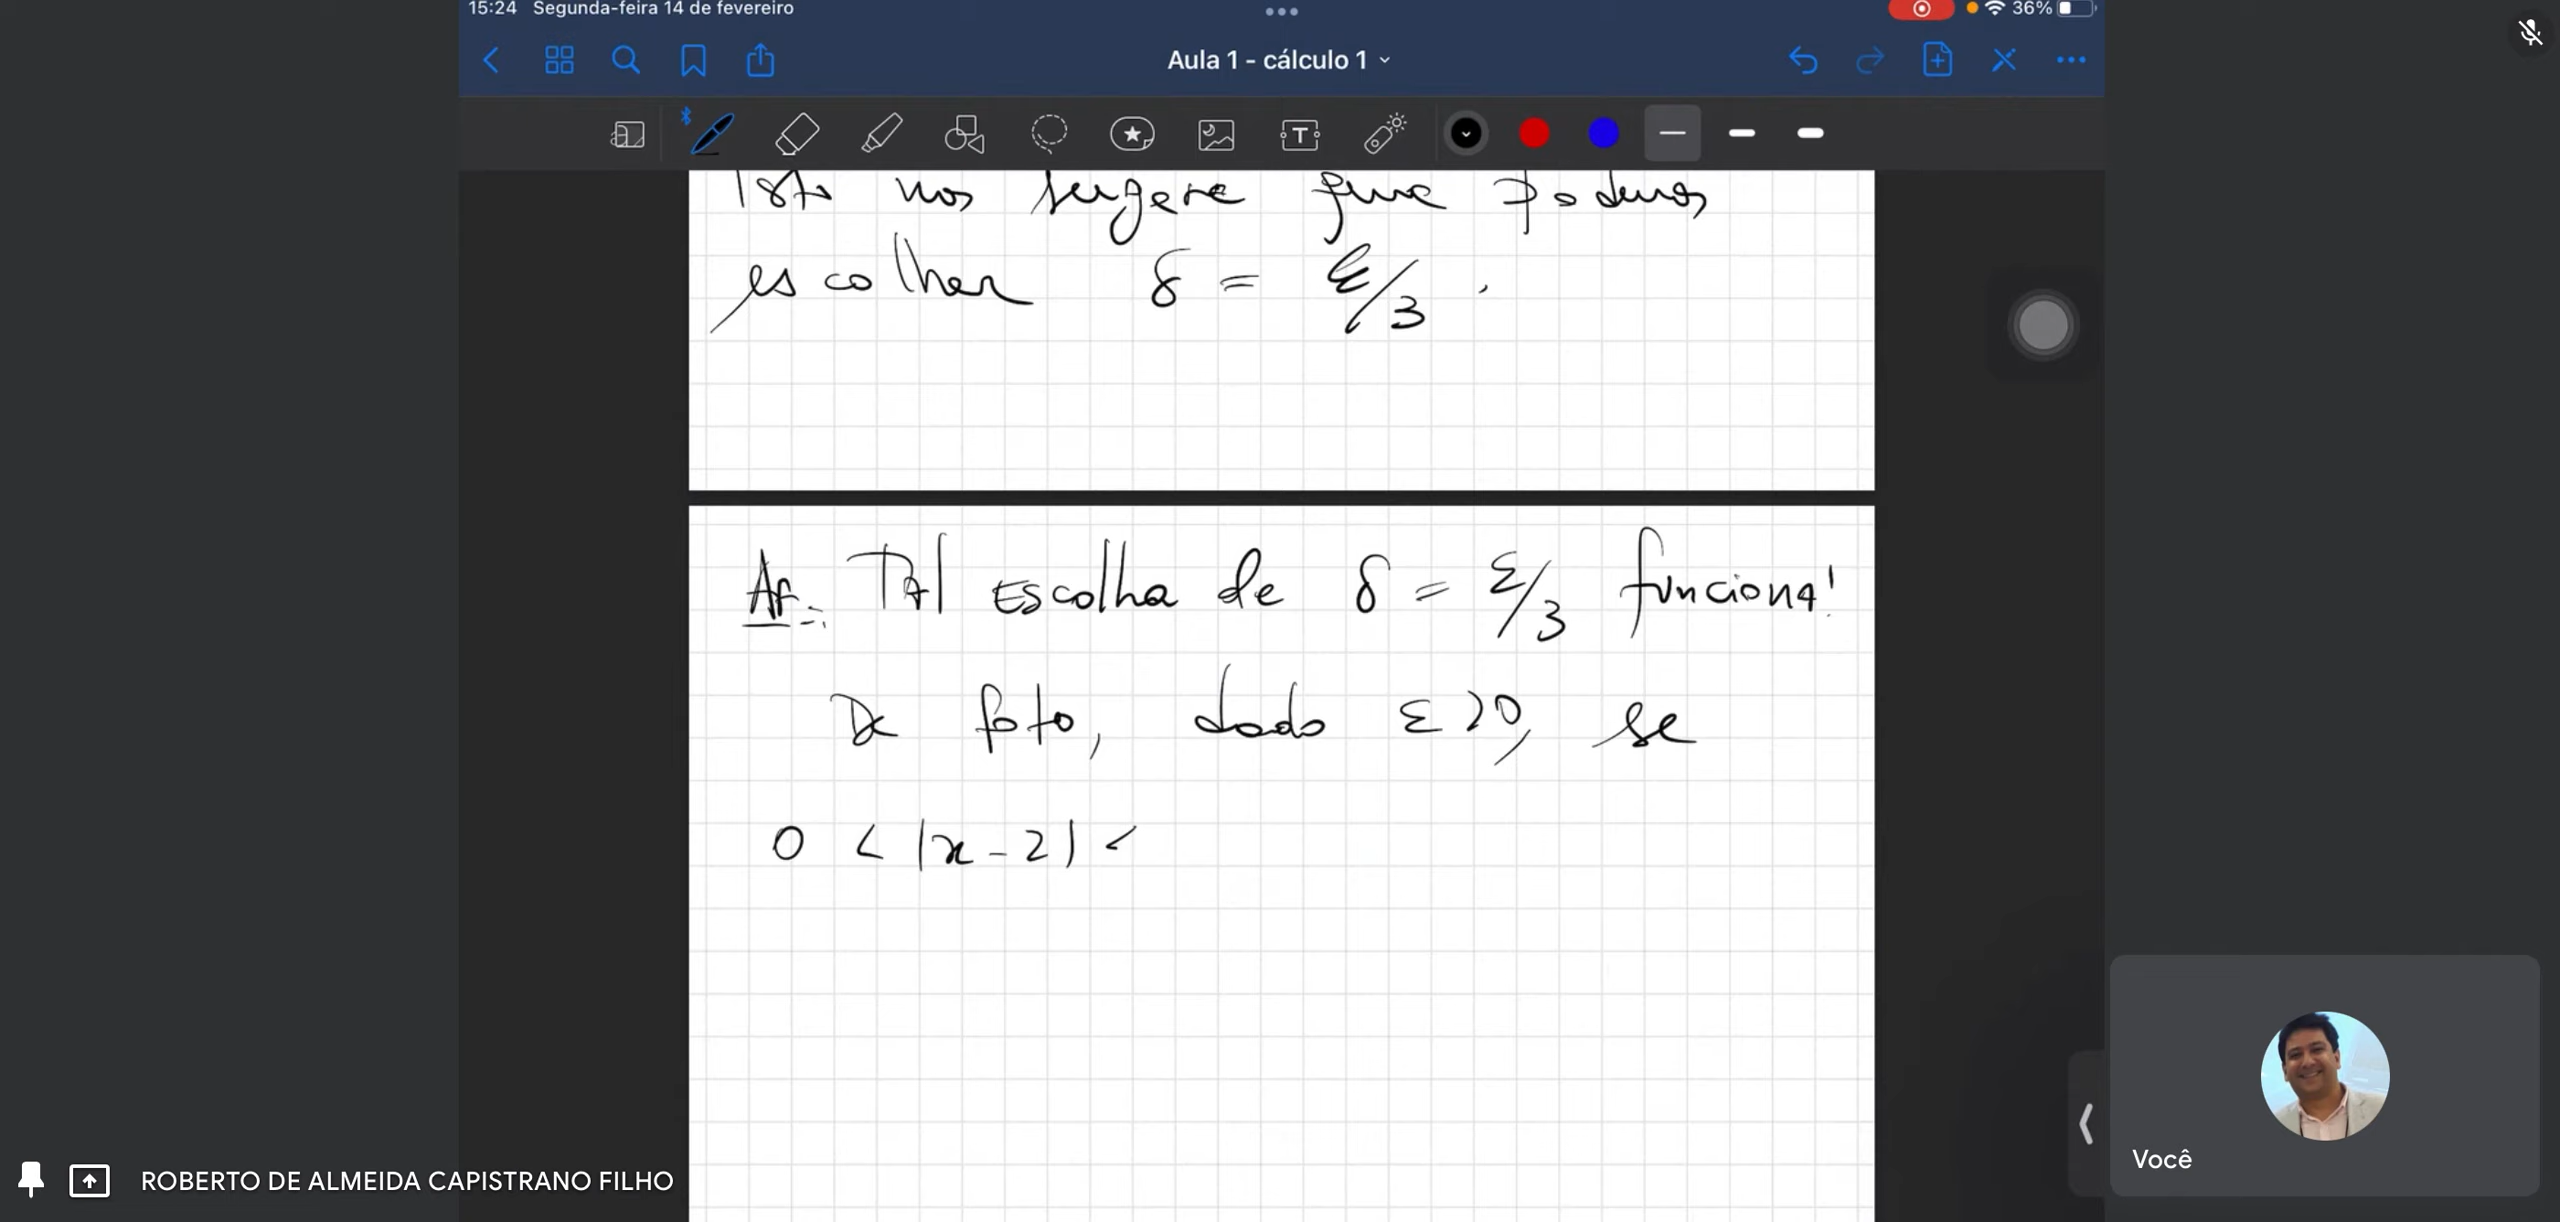 15:24 Segunda-feira 14 de fevereiro
36%
Aula 1 - cálculo 1
Isto nos sugere que podemos
escolher δ = ε/3.
Af.: Tal Escolha de δ = ε/3 funciona!
De fato, dado ε>0, se
0 < |x-2| <
Você
ROBERTO DE ALMEIDA CAPISTRANO FILHO